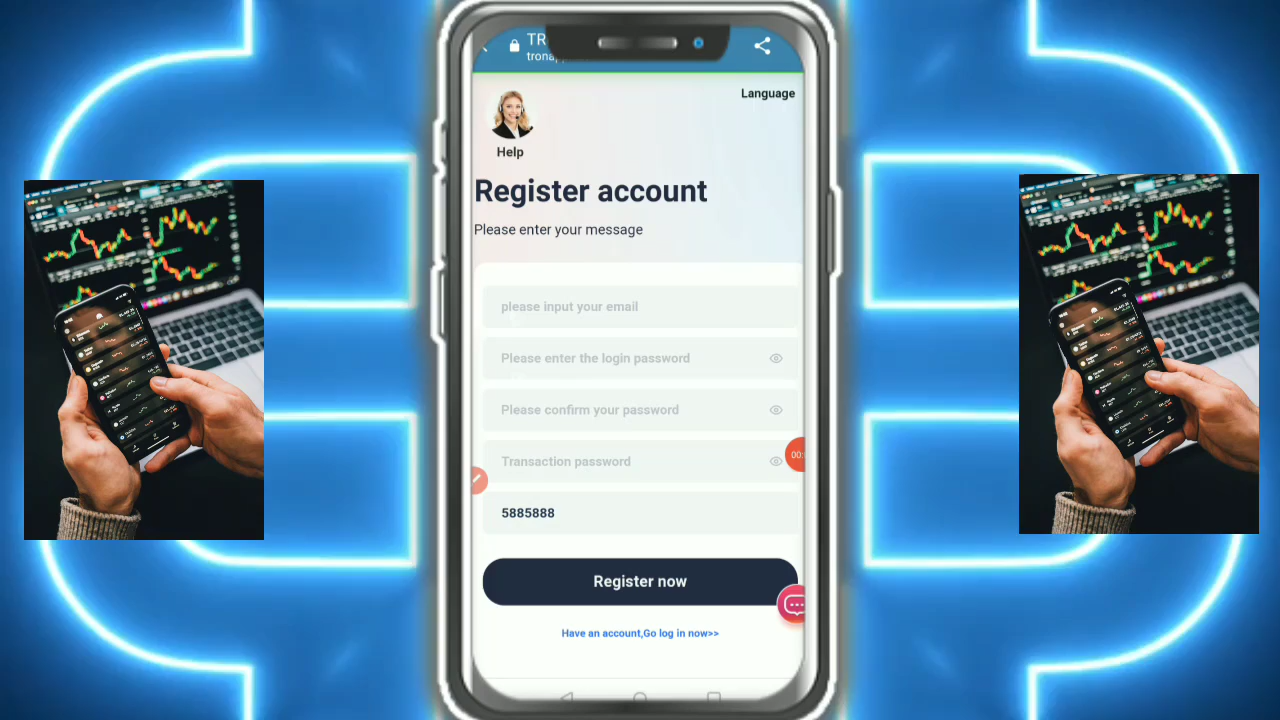 TR
Language
Help
Register account
Please enter your message
please input your email
Please enter the login password
Please confirm your password
Transaction password
5885888
Register now
Have an account,Go log in now>>